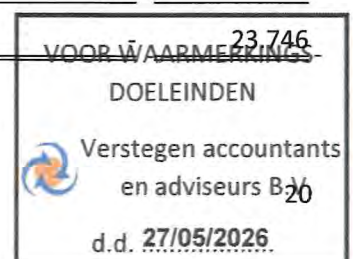 23.746
VOOR WAARMERKINGS-
DOELEINDEN
Verstegen accountants
en adviseurs B.V.
20
d.d. 27/05/2026